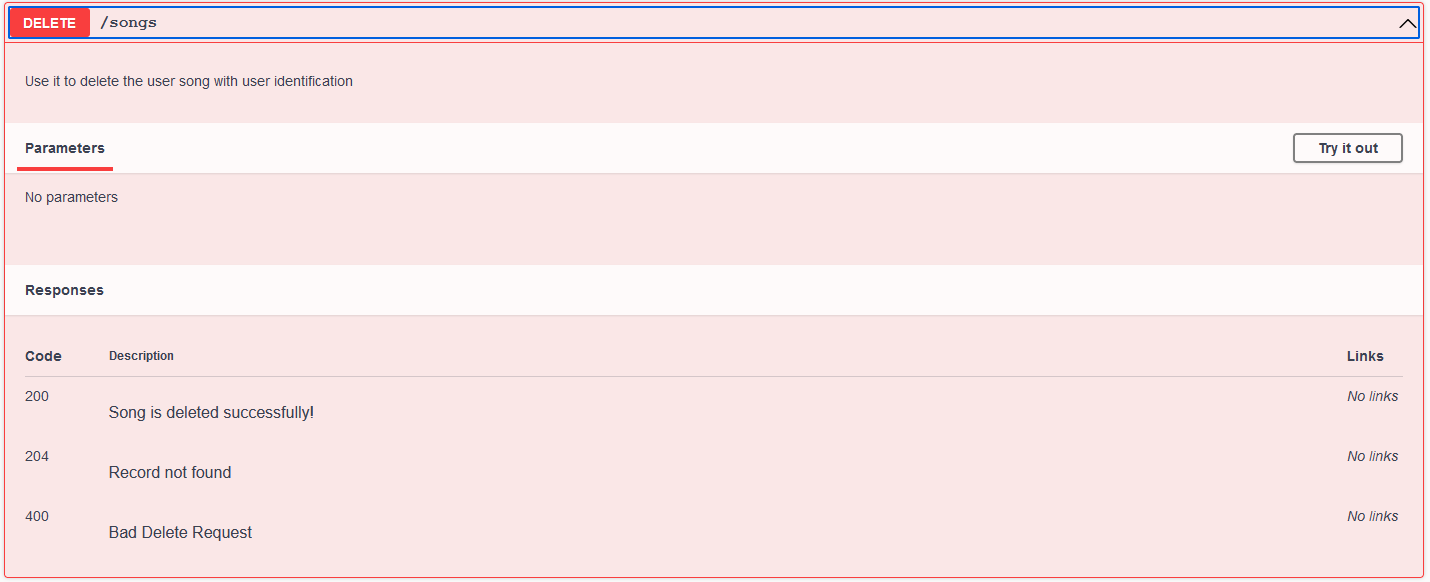 DELETE /songs
Use it to delete the user song with user identification
Parameters Try it out
No parameters
Responses
Code Description Links
200 No links
Song is deleted successfully!
204 No links
Record not found
400 No links
Bad Delete Request